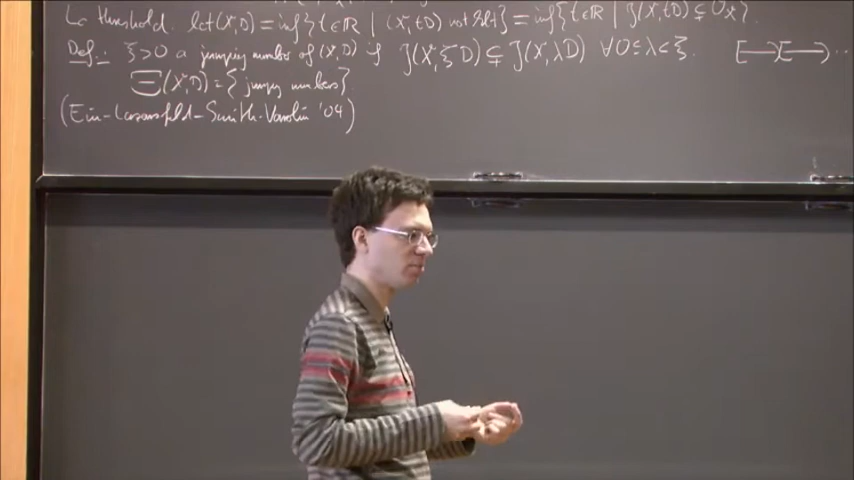 Lc threshold. lct(X,D) = inf{t∈ℝ | (X,tD) not klt} = inf{t∈ℝ | J(X,tD) ⊊ O_X}.
Def.: ξ>0 a jumping number of (X,D) if J(X,ξD) ⊊ J(X,λD) ∀0≤λ<ξ.
Ξ(X,D) = {jumping numbers}
(Ein-Lazarsfeld-Smith-Varolin '04)